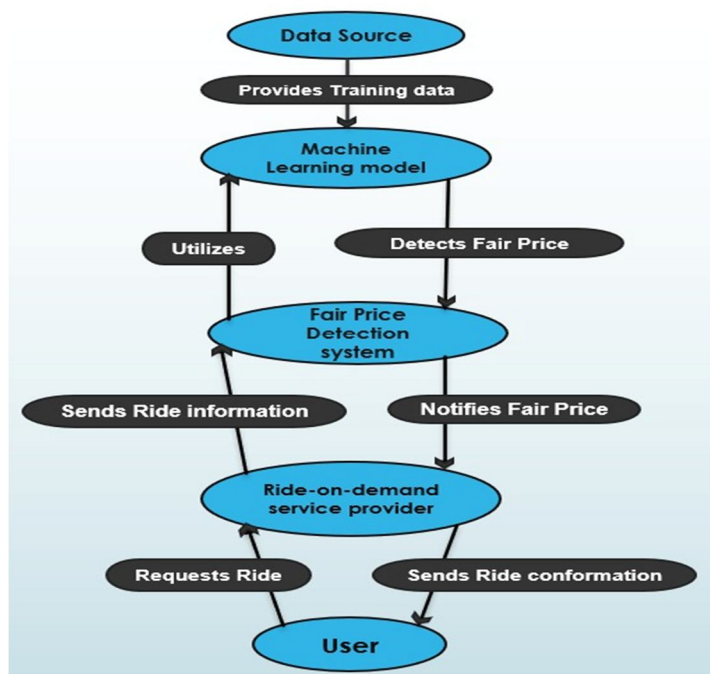 Data Source
Provides Training data
Machine
Learning model
Utilizes
Detects Fair Price
Fair Price
Detection
system
Sends Ride information
Notifies Fair Price
Ride-on-demand
service provider
Requests Ride
Sends Ride conformation
User